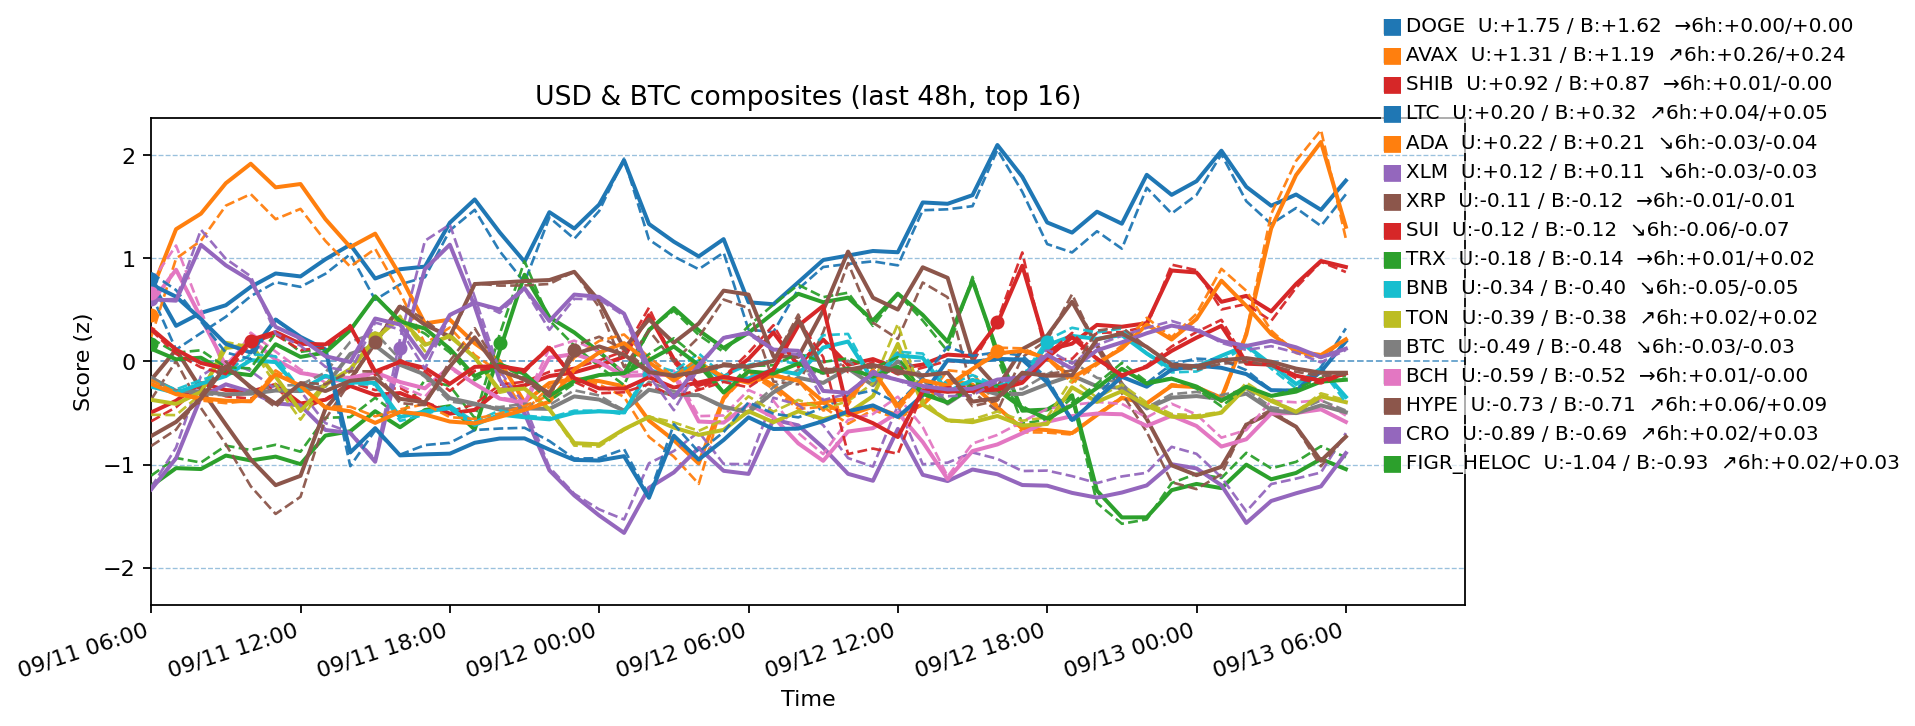 DOGE U:+1.75 / B:+1.62 →6h:+0.00/+0.00
AVAX U:+1.31 / B:+1.19 ↗6h:+0.26/+0.24
SHIB U:+0.92 / B:+0.87 →6h:+0.01/-0.00
LTC U:+0.20 / B:+0.32 ↗6h:+0.04/+0.05
ADA U:+0.22 / B:+0.21 ↘6h:-0.03/-0.04
XLM U:+0.12 / B:+0.11 ↘6h:-0.03/-0.03
XRP U:-0.11 / B:-0.12 →6h:-0.01/-0.01
SUI U:-0.12 / B:-0.12 ↘6h:-0.06/-0.07
TRX U:-0.18 / B:-0.14 →6h:+0.01/+0.02
BNB U:-0.34 / B:-0.40 ↘6h:-0.05/-0.05
TON U:-0.39 / B:-0.38 ↗6h:+0.02/+0.02
BTC U:-0.49 / B:-0.48 ↘6h:-0.03/-0.03
BCH U:-0.59 / B:-0.52 →6h:+0.01/-0.00
HYPE U:-0.73 / B:-0.71 ↗6h:+0.06/+0.09
CRO U:-0.89 / B:-0.69 ↗6h:+0.02/+0.03
FIGR_HELOC U:-1.04 / B:-0.93 ↗6h:+0.02/+0.03
USD & BTC composites (last 48h, top 16)
Score (z)
2
1
0
−1
−2
09/11 06:00
09/11 12:00
09/11 18:00
09/12 00:00
09/12 06:00
09/12 12:00
09/12 18:00
09/13 00:00
09/13 06:00
Time